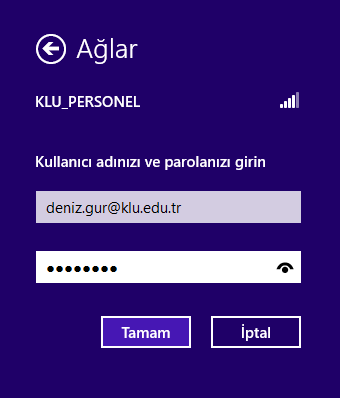 Ağlar
KLU_PERSONEL
Kullanıcı adınızı ve parolanızı girin
deniz.gur@klu.edu.tr
••••••••
Tamam
İptal